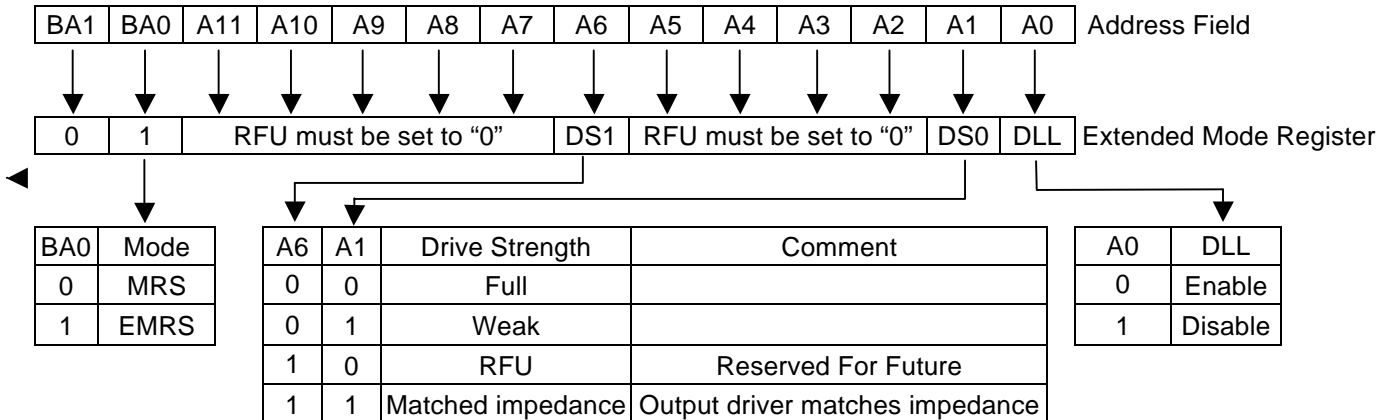 BA1 BA0 A11 A10 A9 A8 A7 A6 A5 A4 A3 A2 A1 A0 Address Field
0 1 RFU must be set to “0” DS1 RFU must be set to “0” DS0 DLL Extended Mode Register
BA0 Mode
0 MRS
1 EMRS
A6 A1 Drive Strength Comment
0 0 Full
0 1 Weak
1 0 RFU Reserved For Future
1 1 Matched impedance Output driver matches impedance
A0 DLL
0 Enable
1 Disable